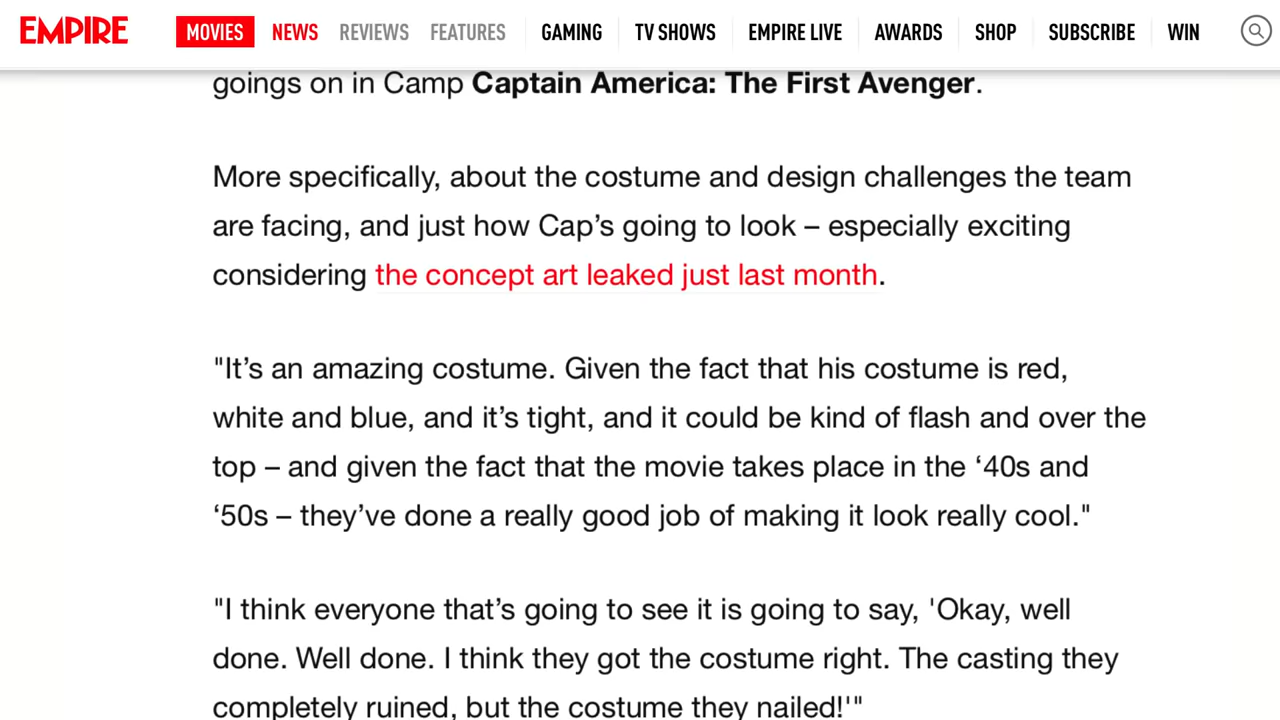 EMPIRE MOVIES NEWS REVIEWS FEATURES GAMING TV SHOWS EMPIRE LIVE AWARDS SHOP SUBSCRIBE WIN
goings on in Camp Captain America: The First Avenger.
More specifically, about the costume and design challenges the team
are facing, and just how Cap’s going to look – especially exciting
considering the concept art leaked just last month.
"It’s an amazing costume. Given the fact that his costume is red,
white and blue, and it’s tight, and it could be kind of flash and over the
top – and given the fact that the movie takes place in the ‘40s and
‘50s – they’ve done a really good job of making it look really cool."
"I think everyone that’s going to see it is going to say, 'Okay, well
done. Well done. I think they got the costume right. The casting they
completely ruined, but the costume they nailed!'"